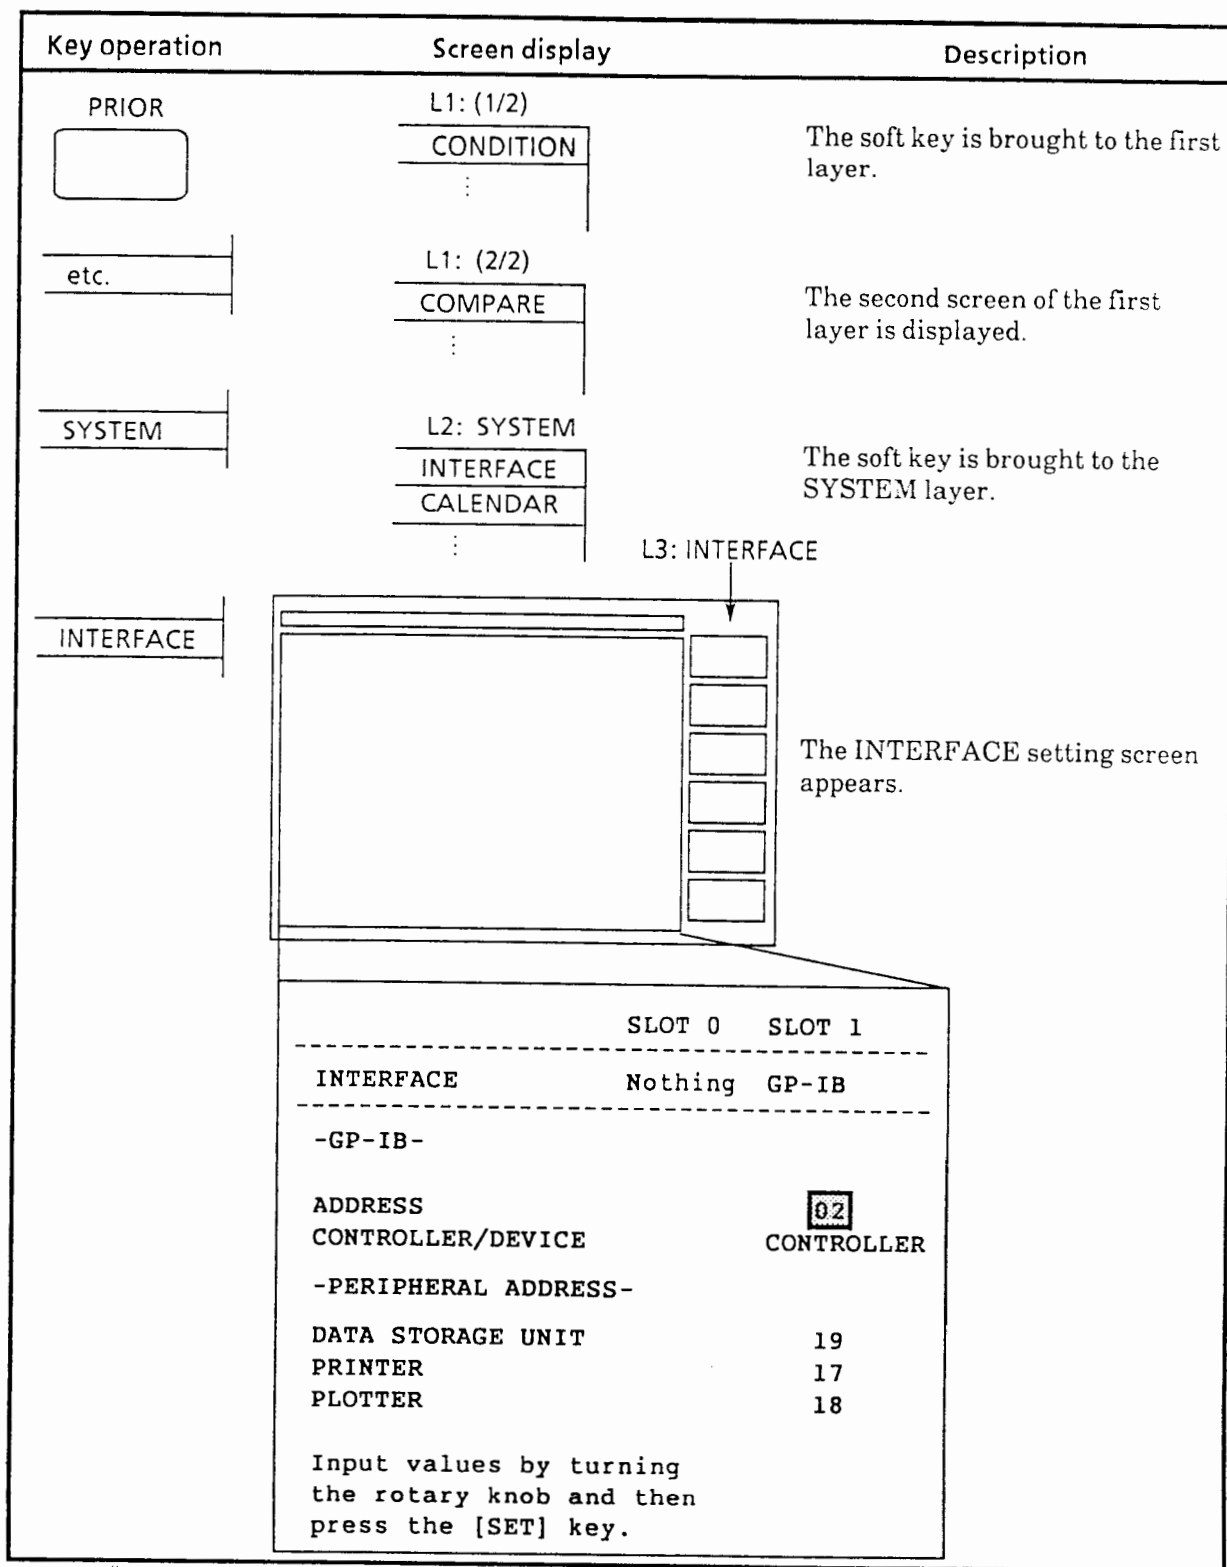 Key operation Screen display Description
PRIOR
L1: (1/2)
CONDITION
The soft key is brought to the first
layer.
etc.
L1: (2/2)
COMPARE
The second screen of the first
layer is displayed.
SYSTEM
L2: SYSTEM
INTERFACE
CALENDAR
The soft key is brought to the
SYSTEM layer.
L3: INTERFACE
INTERFACE
The INTERFACE setting screen
appears.
SLOT 0 SLOT 1
INTERFACE Nothing GP-IB
-GP-IB-
ADDRESS 02
CONTROLLER/DEVICE CONTROLLER
-PERIPHERAL ADDRESS-
DATA STORAGE UNIT 19
PRINTER 17
PLOTTER 18
Input values by turning
the rotary knob and then
press the [SET] key.